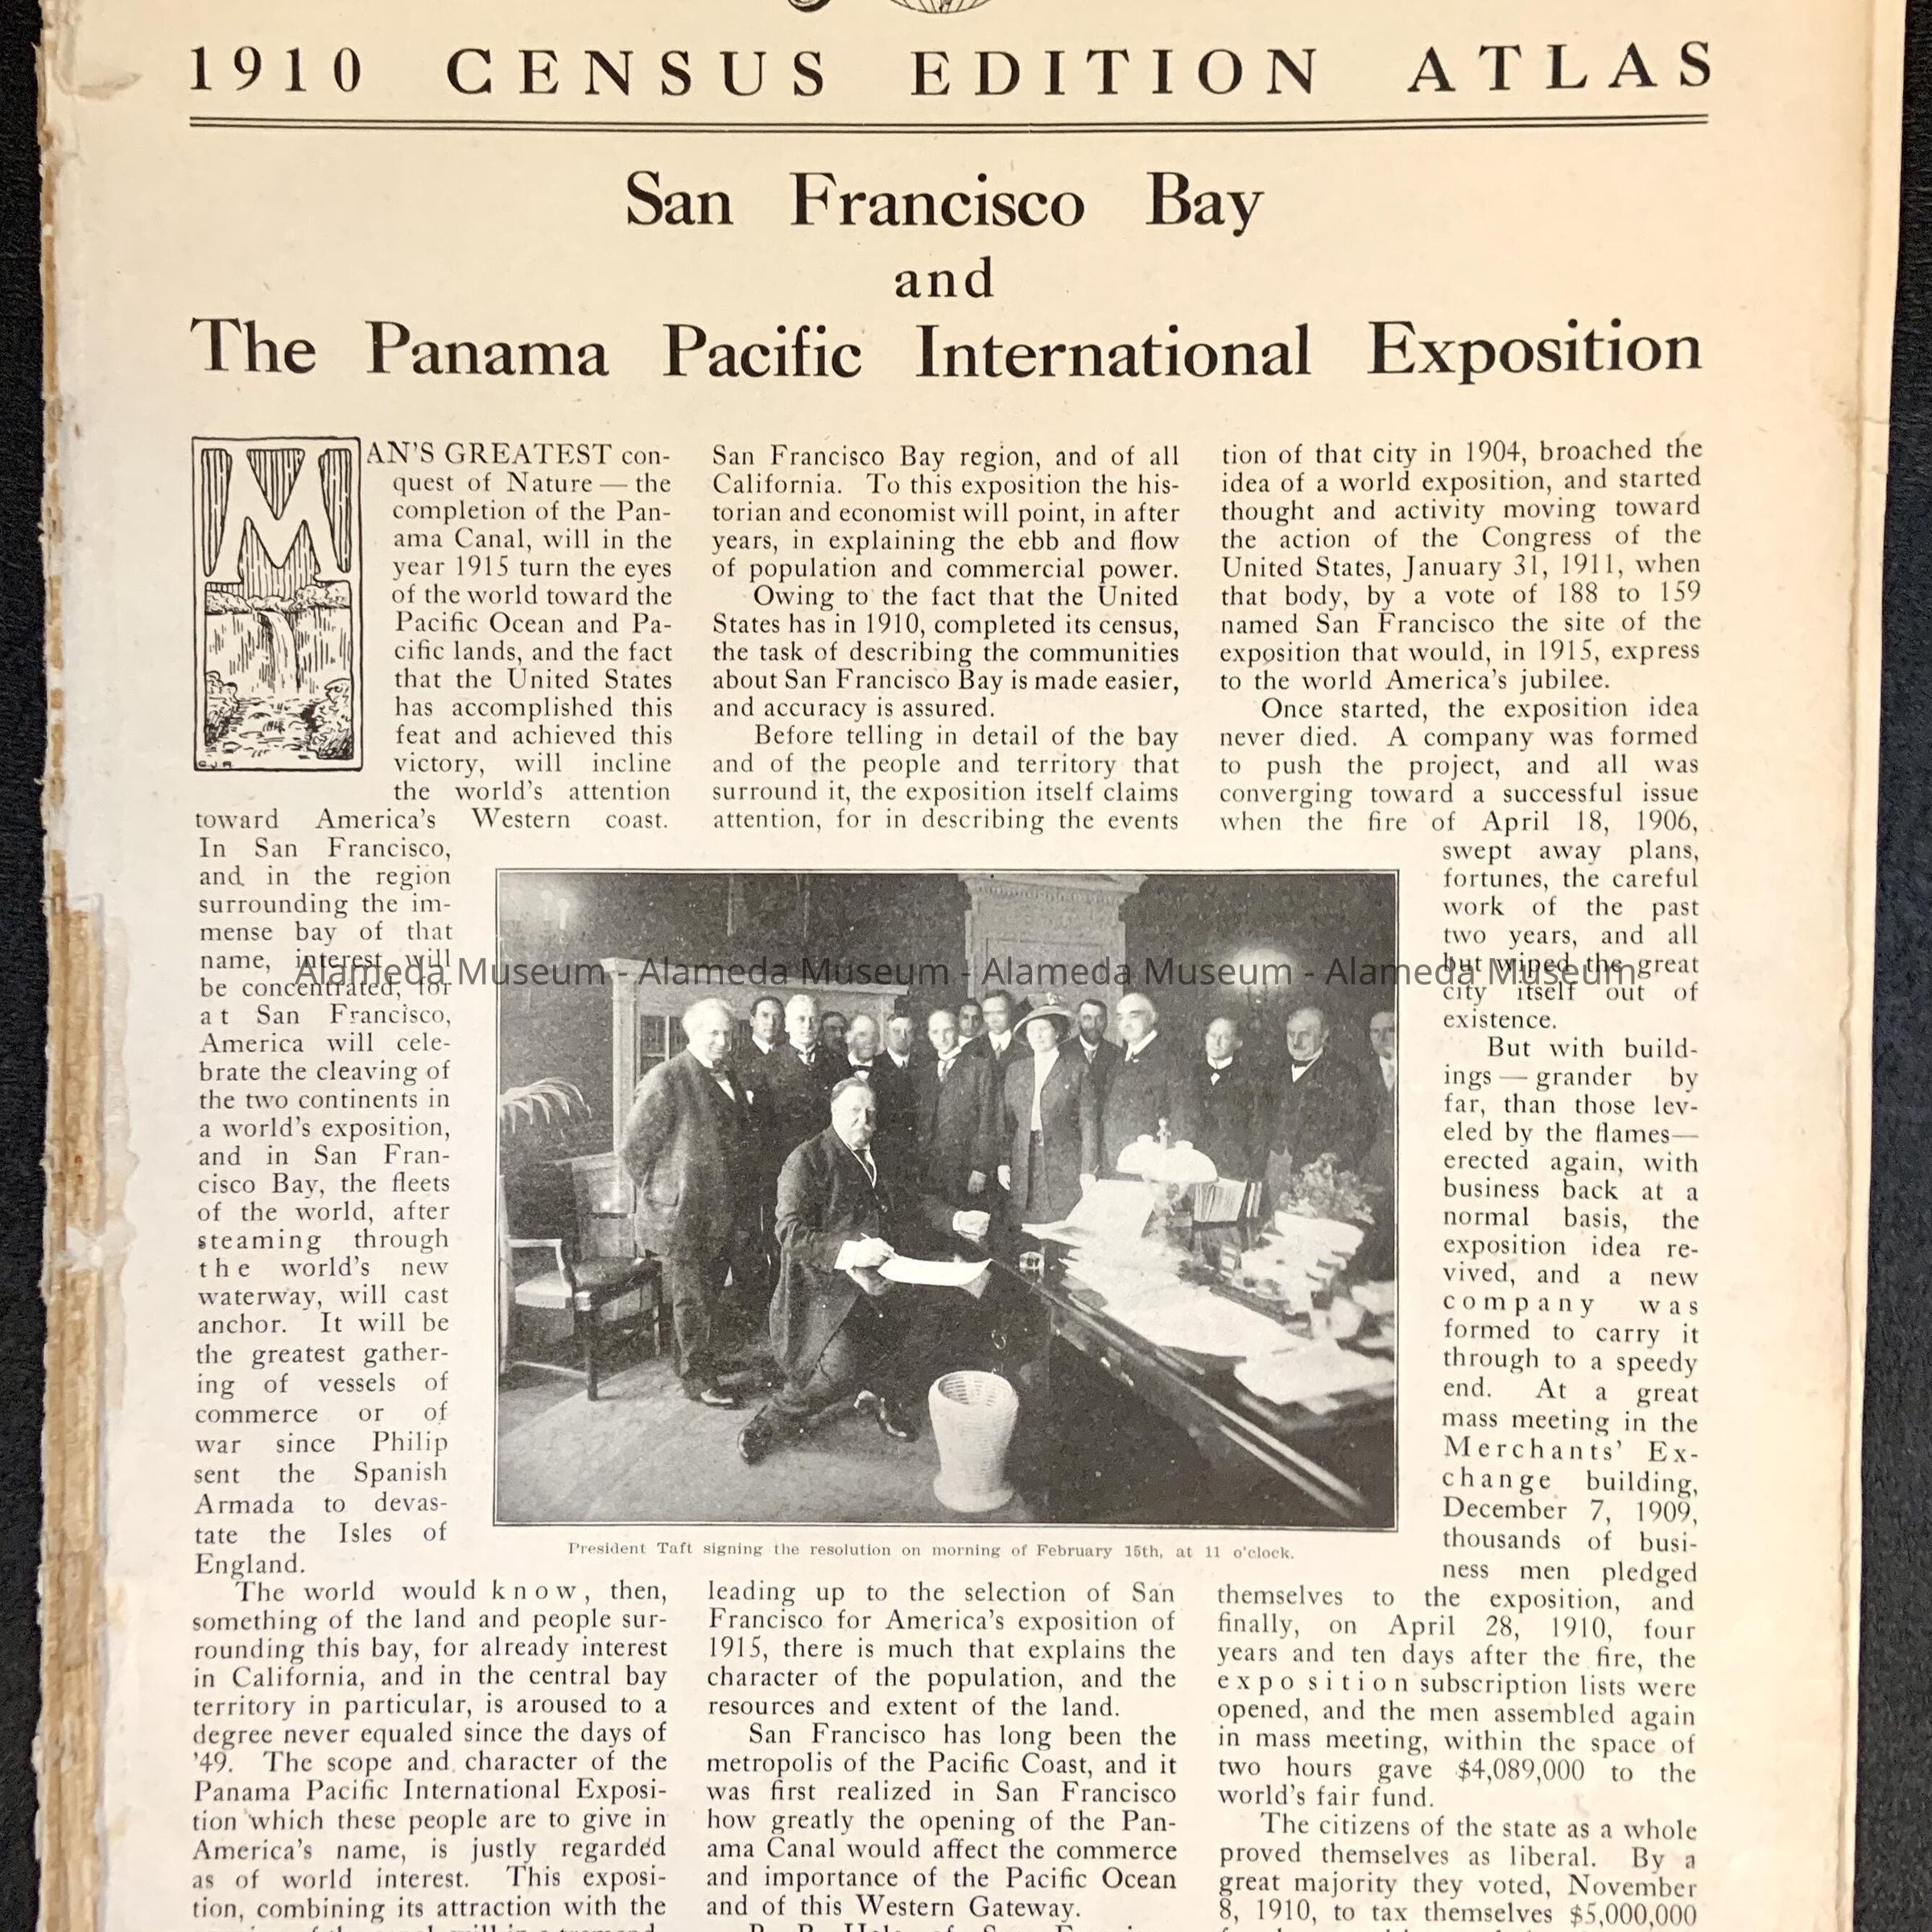 1910 CENSUS EDITION ATLAS
San Francisco Bay
and
The Panama Pacific International Exposition
MAN'S GREATEST con-
quest of Nature — the
completion of the Pan-
ama Canal, will in the
year 1915 turn the eyes
of the world toward the
Pacific Ocean and Pa-
cific lands, and the fact
that the United States
has accomplished this
feat and achieved this
victory, will incline
the world's attention
toward America's Western coast.
In San Francisco,
and in the region
surrounding the im-
mense bay of that
name, interest will
be concentrated, for
at San Francisco,
America will cele-
brate the cleaving of
the two continents in
a world's exposition,
and in San Fran-
cisco Bay, the fleets
of the world, after
steaming through
the world's new
waterway, will cast
anchor. It will be
the greatest gather-
ing of vessels of
commerce or of
war since Philip
sent the Spanish
Armada to devas-
tate the Isles of
England.
The world would know, then,
something of the land and people sur-
rounding this bay, for already interest
in California, and in the central bay
territory in particular, is aroused to a
degree never equaled since the days of
'49. The scope and character of the
Panama Pacific International Exposi-
tion which these people are to give in
America's name, is justly regarded
as of world interest. This exposi-
tion, combining its attraction with the
San Francisco Bay region, and of all
California. To this exposition the his-
torian and economist will point, in after
years, in explaining the ebb and flow
of population and commercial power.
Owing to the fact that the United
States has in 1910, completed its census,
the task of describing the communities
about San Francisco Bay is made easier,
and accuracy is assured.
Before telling in detail of the bay
and of the people and territory that
surround it, the exposition itself claims
attention, for in describing the events
President Taft signing the resolution on morning of February 15th, at 11 o'clock.
leading up to the selection of San
Francisco for America's exposition of
1915, there is much that explains the
character of the population, and the
resources and extent of the land.
San Francisco has long been the
metropolis of the Pacific Coast, and it
was first realized in San Francisco
how greatly the opening of the Pan-
ama Canal would affect the commerce
and importance of the Pacific Ocean
and of this Western Gateway.
tion of that city in 1904, broached the
idea of a world exposition, and started
thought and activity moving toward
the action of the Congress of the
United States, January 31, 1911, when
that body, by a vote of 188 to 159
named San Francisco the site of the
exposition that would, in 1915, express
to the world America's jubilee.
Once started, the exposition idea
never died. A company was formed
to push the project, and all was
converging toward a successful issue
when the fire of April 18, 1906,
swept away plans,
fortunes, the careful
work of the past
two years, and all
but wiped the great
city itself out of
existence.
But with build-
ings — grander by
far, than those lev-
eled by the flames—
erected again, with
business back at a
normal basis, the
exposition idea re-
vived, and a new
company was
formed to carry it
through to a speedy
end. At a great
mass meeting in the
Merchants' Ex-
change building,
December 7, 1909,
thousands of busi-
ness men pledged
themselves to the exposition, and
finally, on April 28, 1910, four
years and ten days after the fire, the
exposition subscription lists were
opened, and the men assembled again
in mass meeting, within the space of
two hours gave $4,089,000 to the
world's fair fund.
The citizens of the state as a whole
proved themselves as liberal. By a
great majority they voted, November
8, 1910, to tax themselves $5,000,000
C.J.R.
Alameda Museum - Alameda Museum - Alameda Museum - Alameda Museum